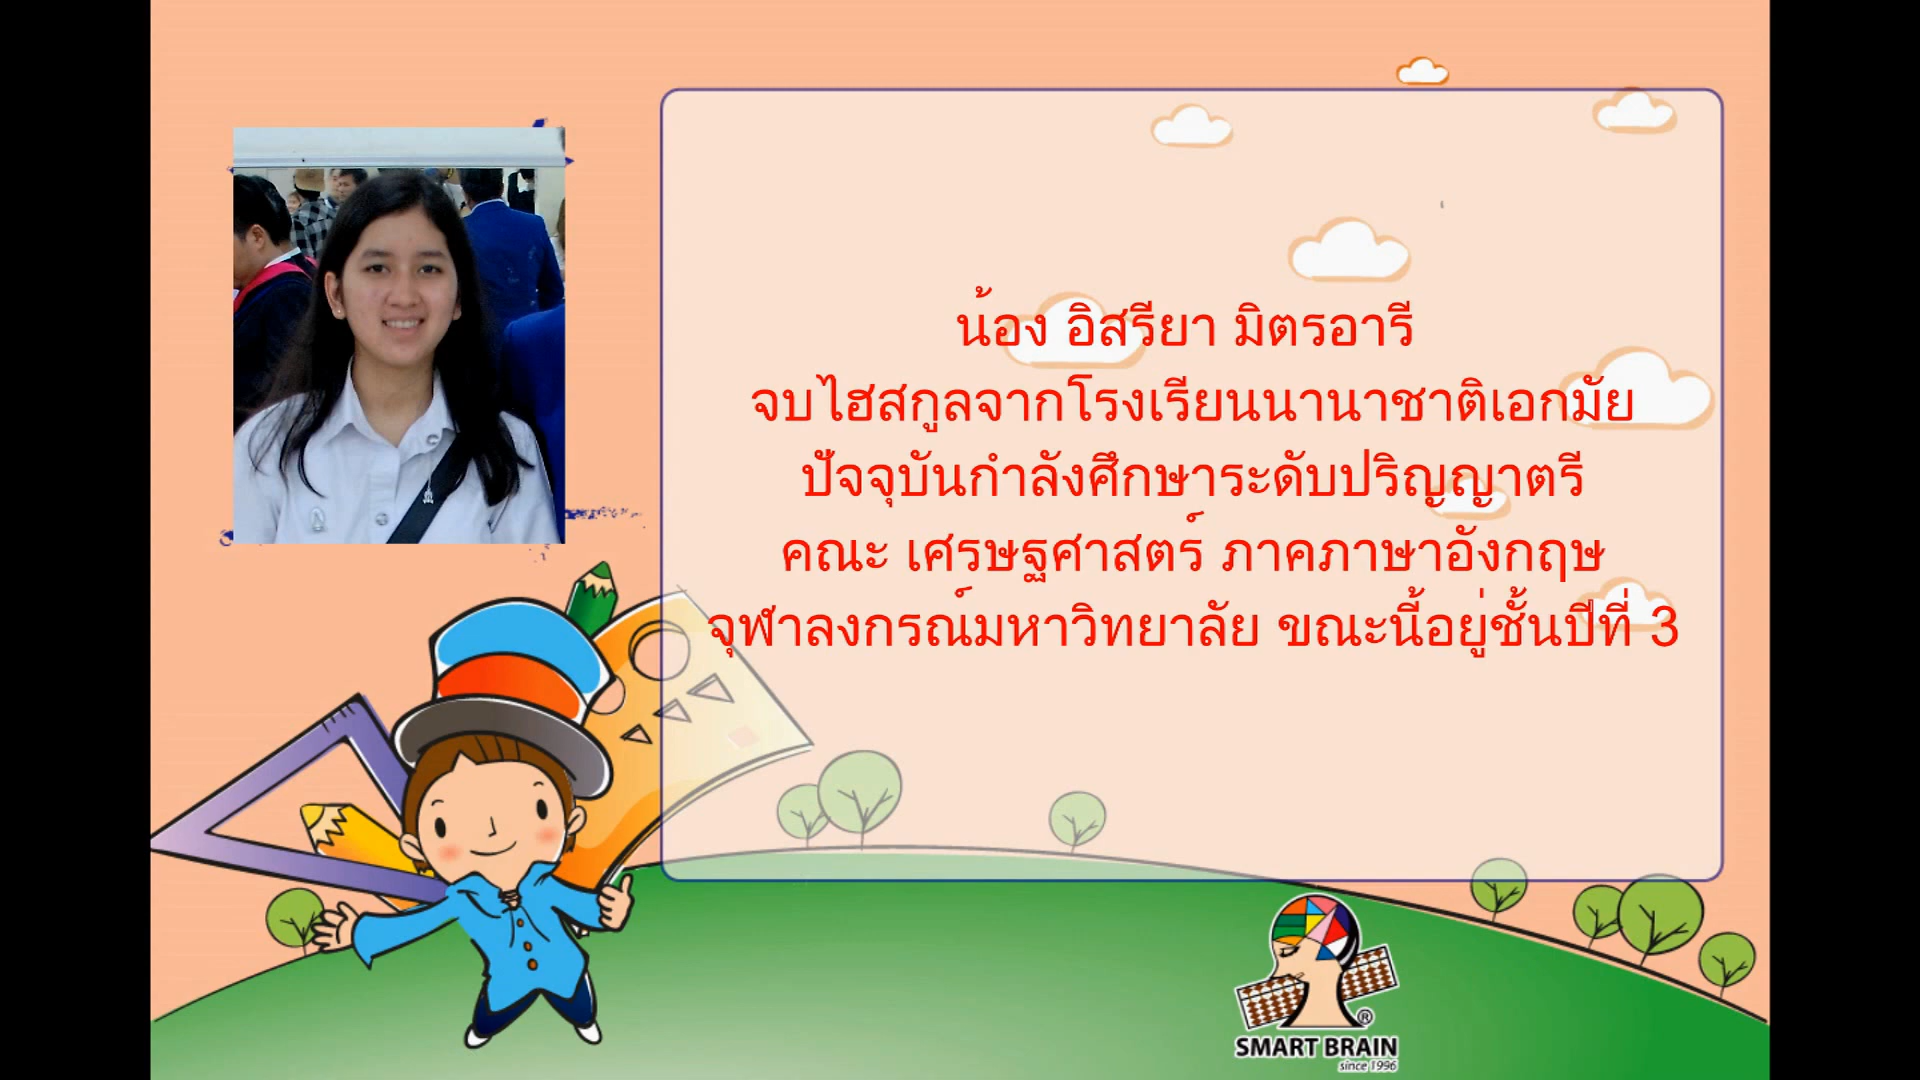 น้อง อิสรียา มิตรอารี
จบไฮสกูลจากโรงเรียนนานาชาติเอกมัย
ปัจจุบันกำลังศึกษาระดับปริญญาตรี
คณะ เศรษฐศาสตร์ ภาคภาษาอังกฤษ
จุฬาลงกรณ์มหาวิทยาลัย ขณะนี้อยู่ชั้นปีที่ 3
®
SMART BRAIN
since 1996